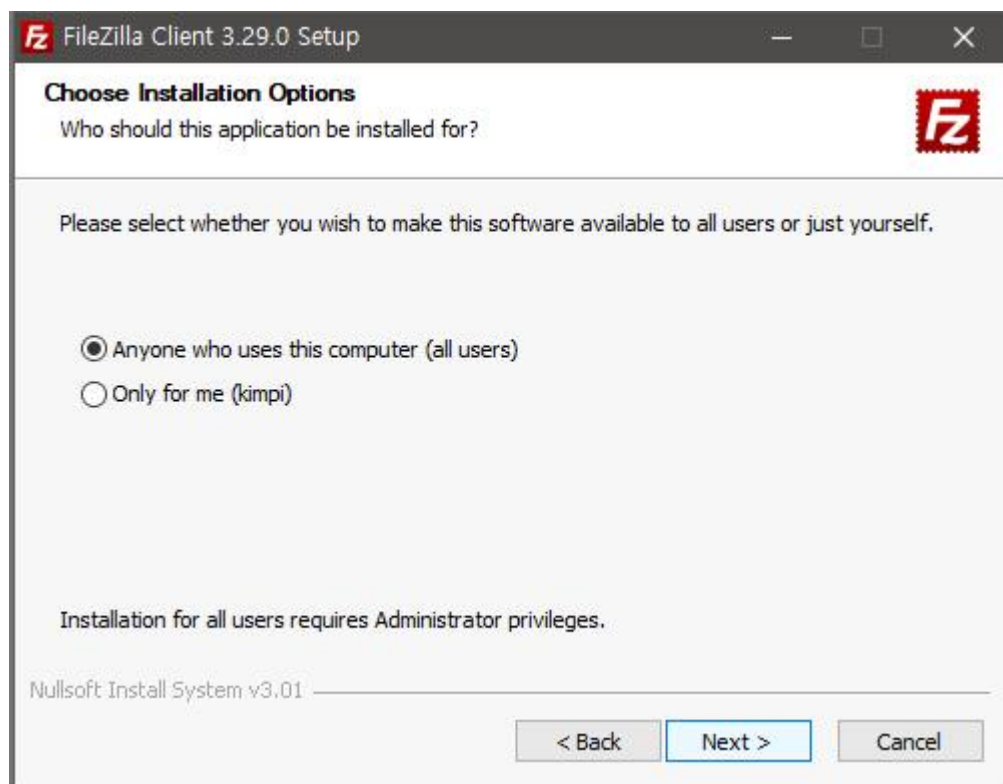 FileZilla Client 3.29.0 Setup
Choose Installation Options
Who should this application be installed for?
Please select whether you wish to make this software available to all users or just yourself.
Anyone who uses this computer (all users)
Only for me (kimpi)
Installation for all users requires Administrator privileges.
Nullsoft Install System v3.01
< Back
Next >
Cancel